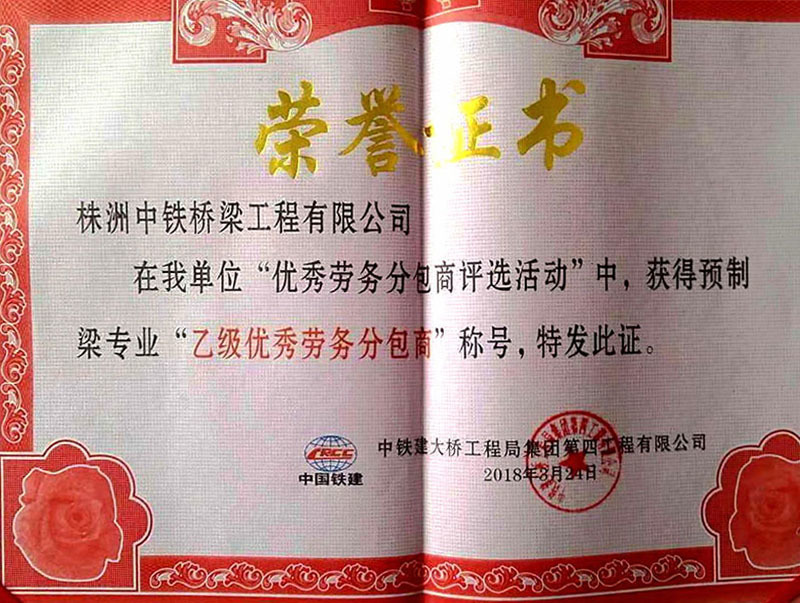 荣誉证书
株洲中铁桥梁工程有限公司
在我单位“优秀劳务分包商评选活动”中，获得预制
梁专业“乙级优秀劳务分包商”称号，特发此证。
CRCC
中国铁建
中铁建大桥工程局集团第四工程有限公司
2018年3月24日